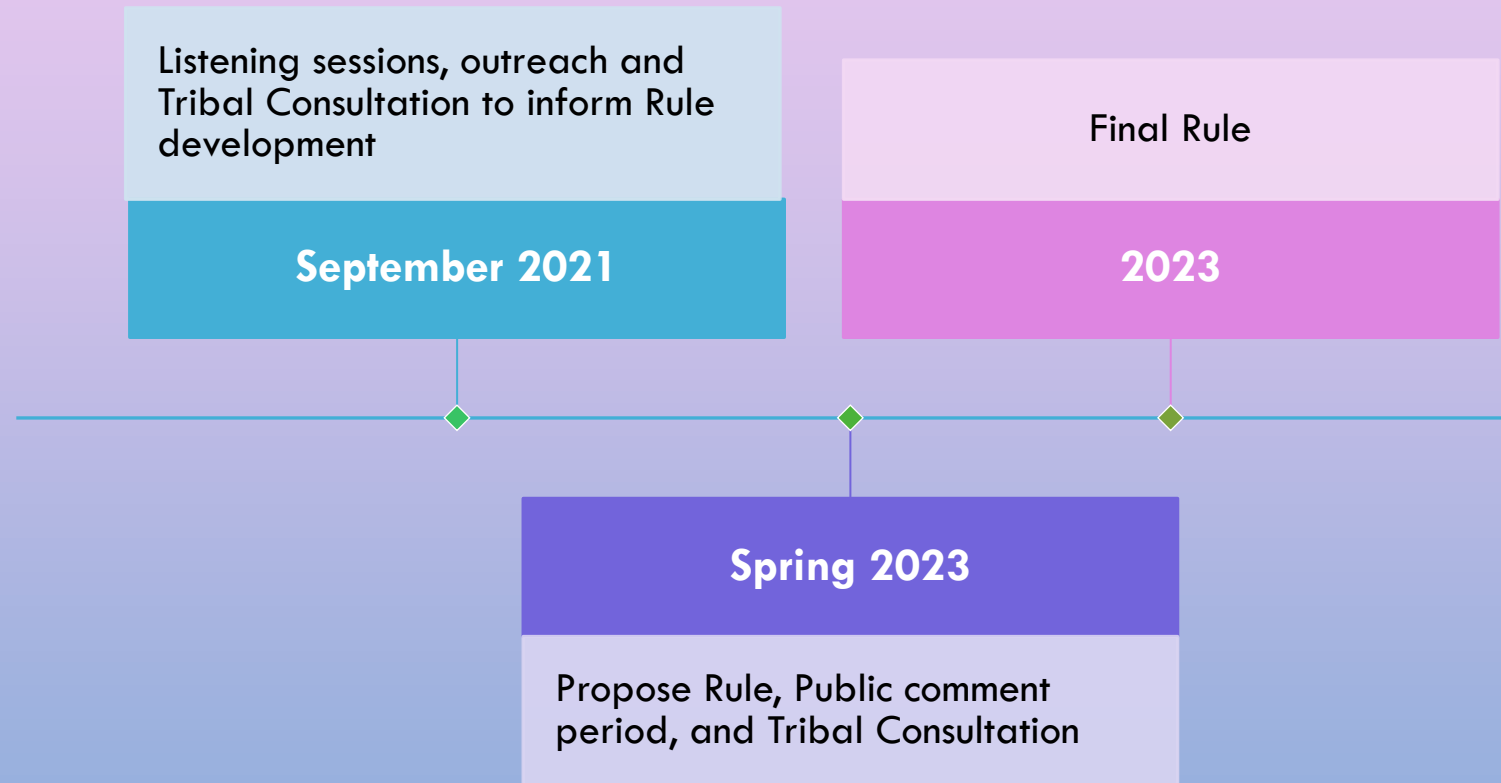 Listening sessions, outreach and
Tribal Consultation to inform Rule
development
September 2021
Final Rule
2023
Spring 2023
Propose Rule, Public comment
period, and Tribal Consultation